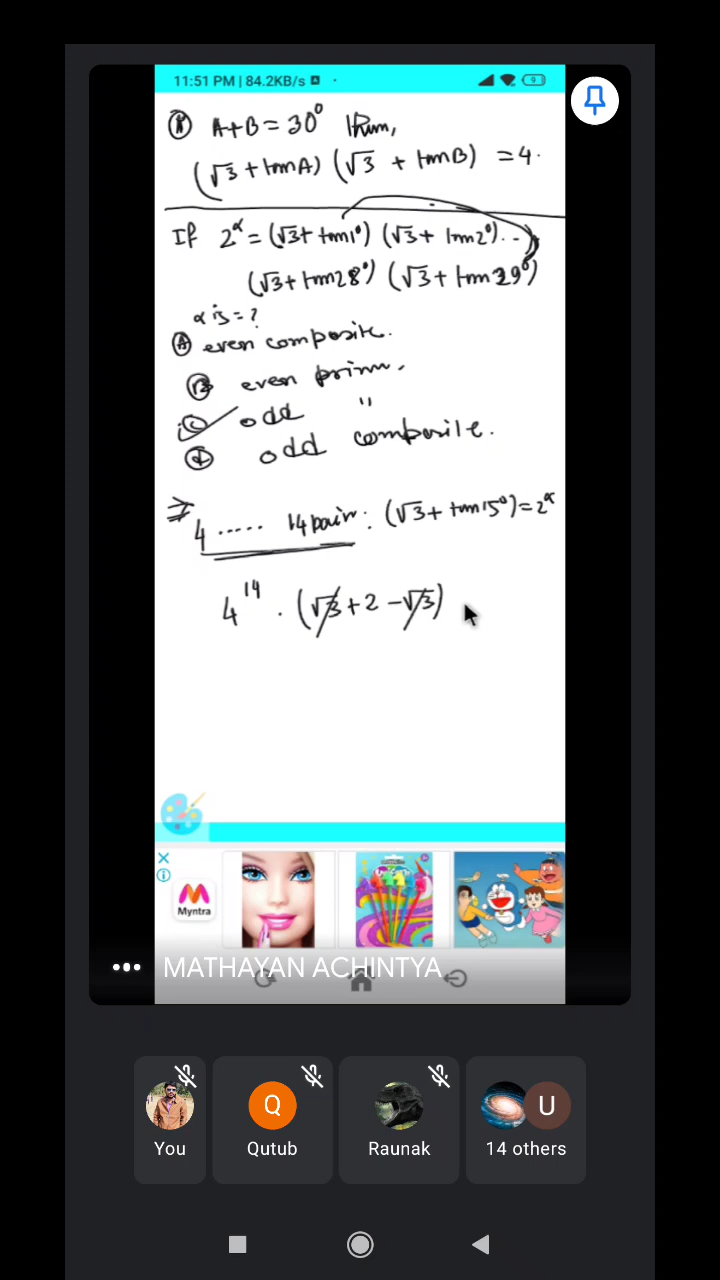 11:51 PM | 84.2KB/s
9
A+B = 30° then,
(√3 + tanA) (√3 + tanB) = 4.
If 2^α = (√3 + tan1°) (√3 + tan2°)...
(√3 + tan28°) (√3 + tan29°)
α is = ?
Ⓐ even composite.
Ⓑ even prime.
Ⓒ odd "
ⓓ odd composite.
⇒ 4 ..... 14 pair : (√3 + tan15°) = 2^α
4^14 . (√3 + 2 - √3)
Myntra
MATHAYAN ACHINTYA
Q
U
You
Qutub
Raunak
14 others